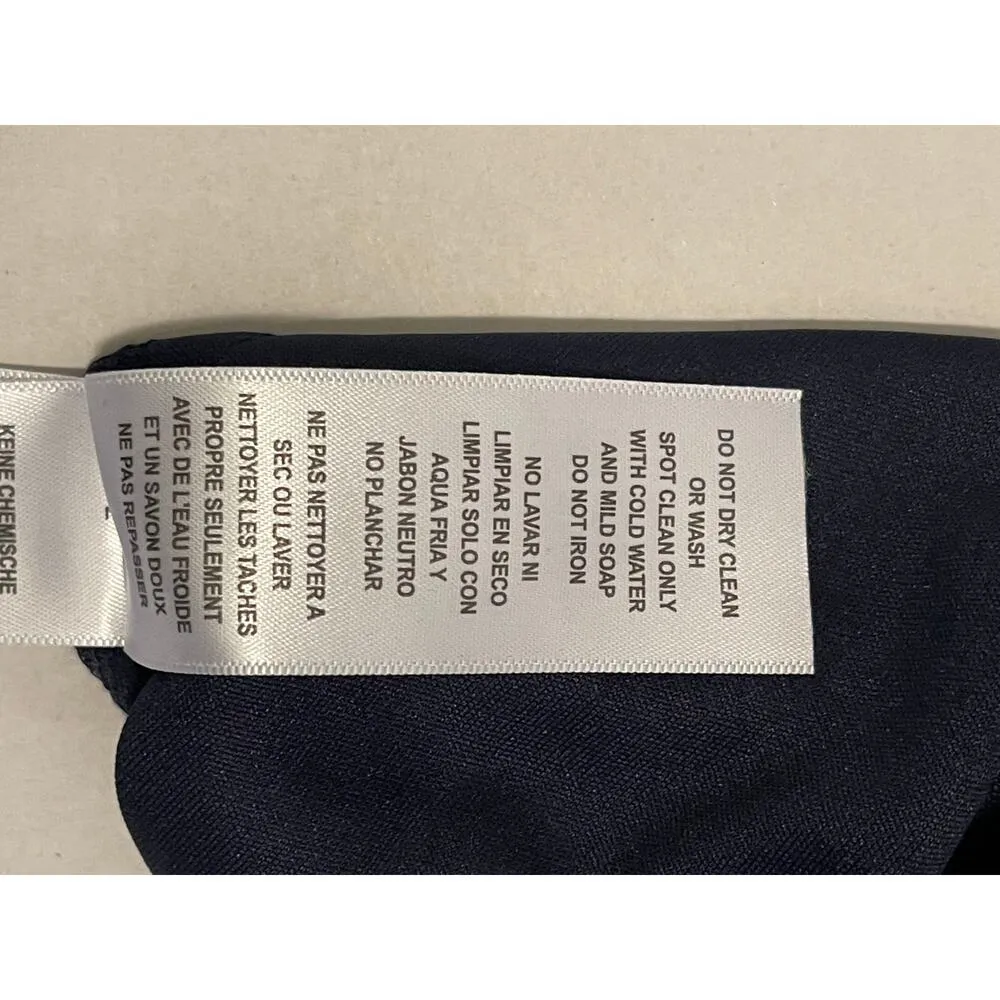 DO NOT DRY CLEAN
OR WASH
SPOT CLEAN ONLY
WITH COLD WATER
AND MILD SOAP
DO NOT IRON
NO LAVAR NI
LIMPIAR EN SECO
LIMPIAR SOLO CON
AQUA FRIA Y
JABON NEUTRO
NO PLANCHAR
NE PAS NETTOYER A
SEC OU LAVER
NETTOYER LES TACHES
PROPRE SEULEMENT
AVEC DE L'EAU FROIDE
ET UN SAVON DOUX
NE PAS REPASSER
KEINE CHEMISCHE